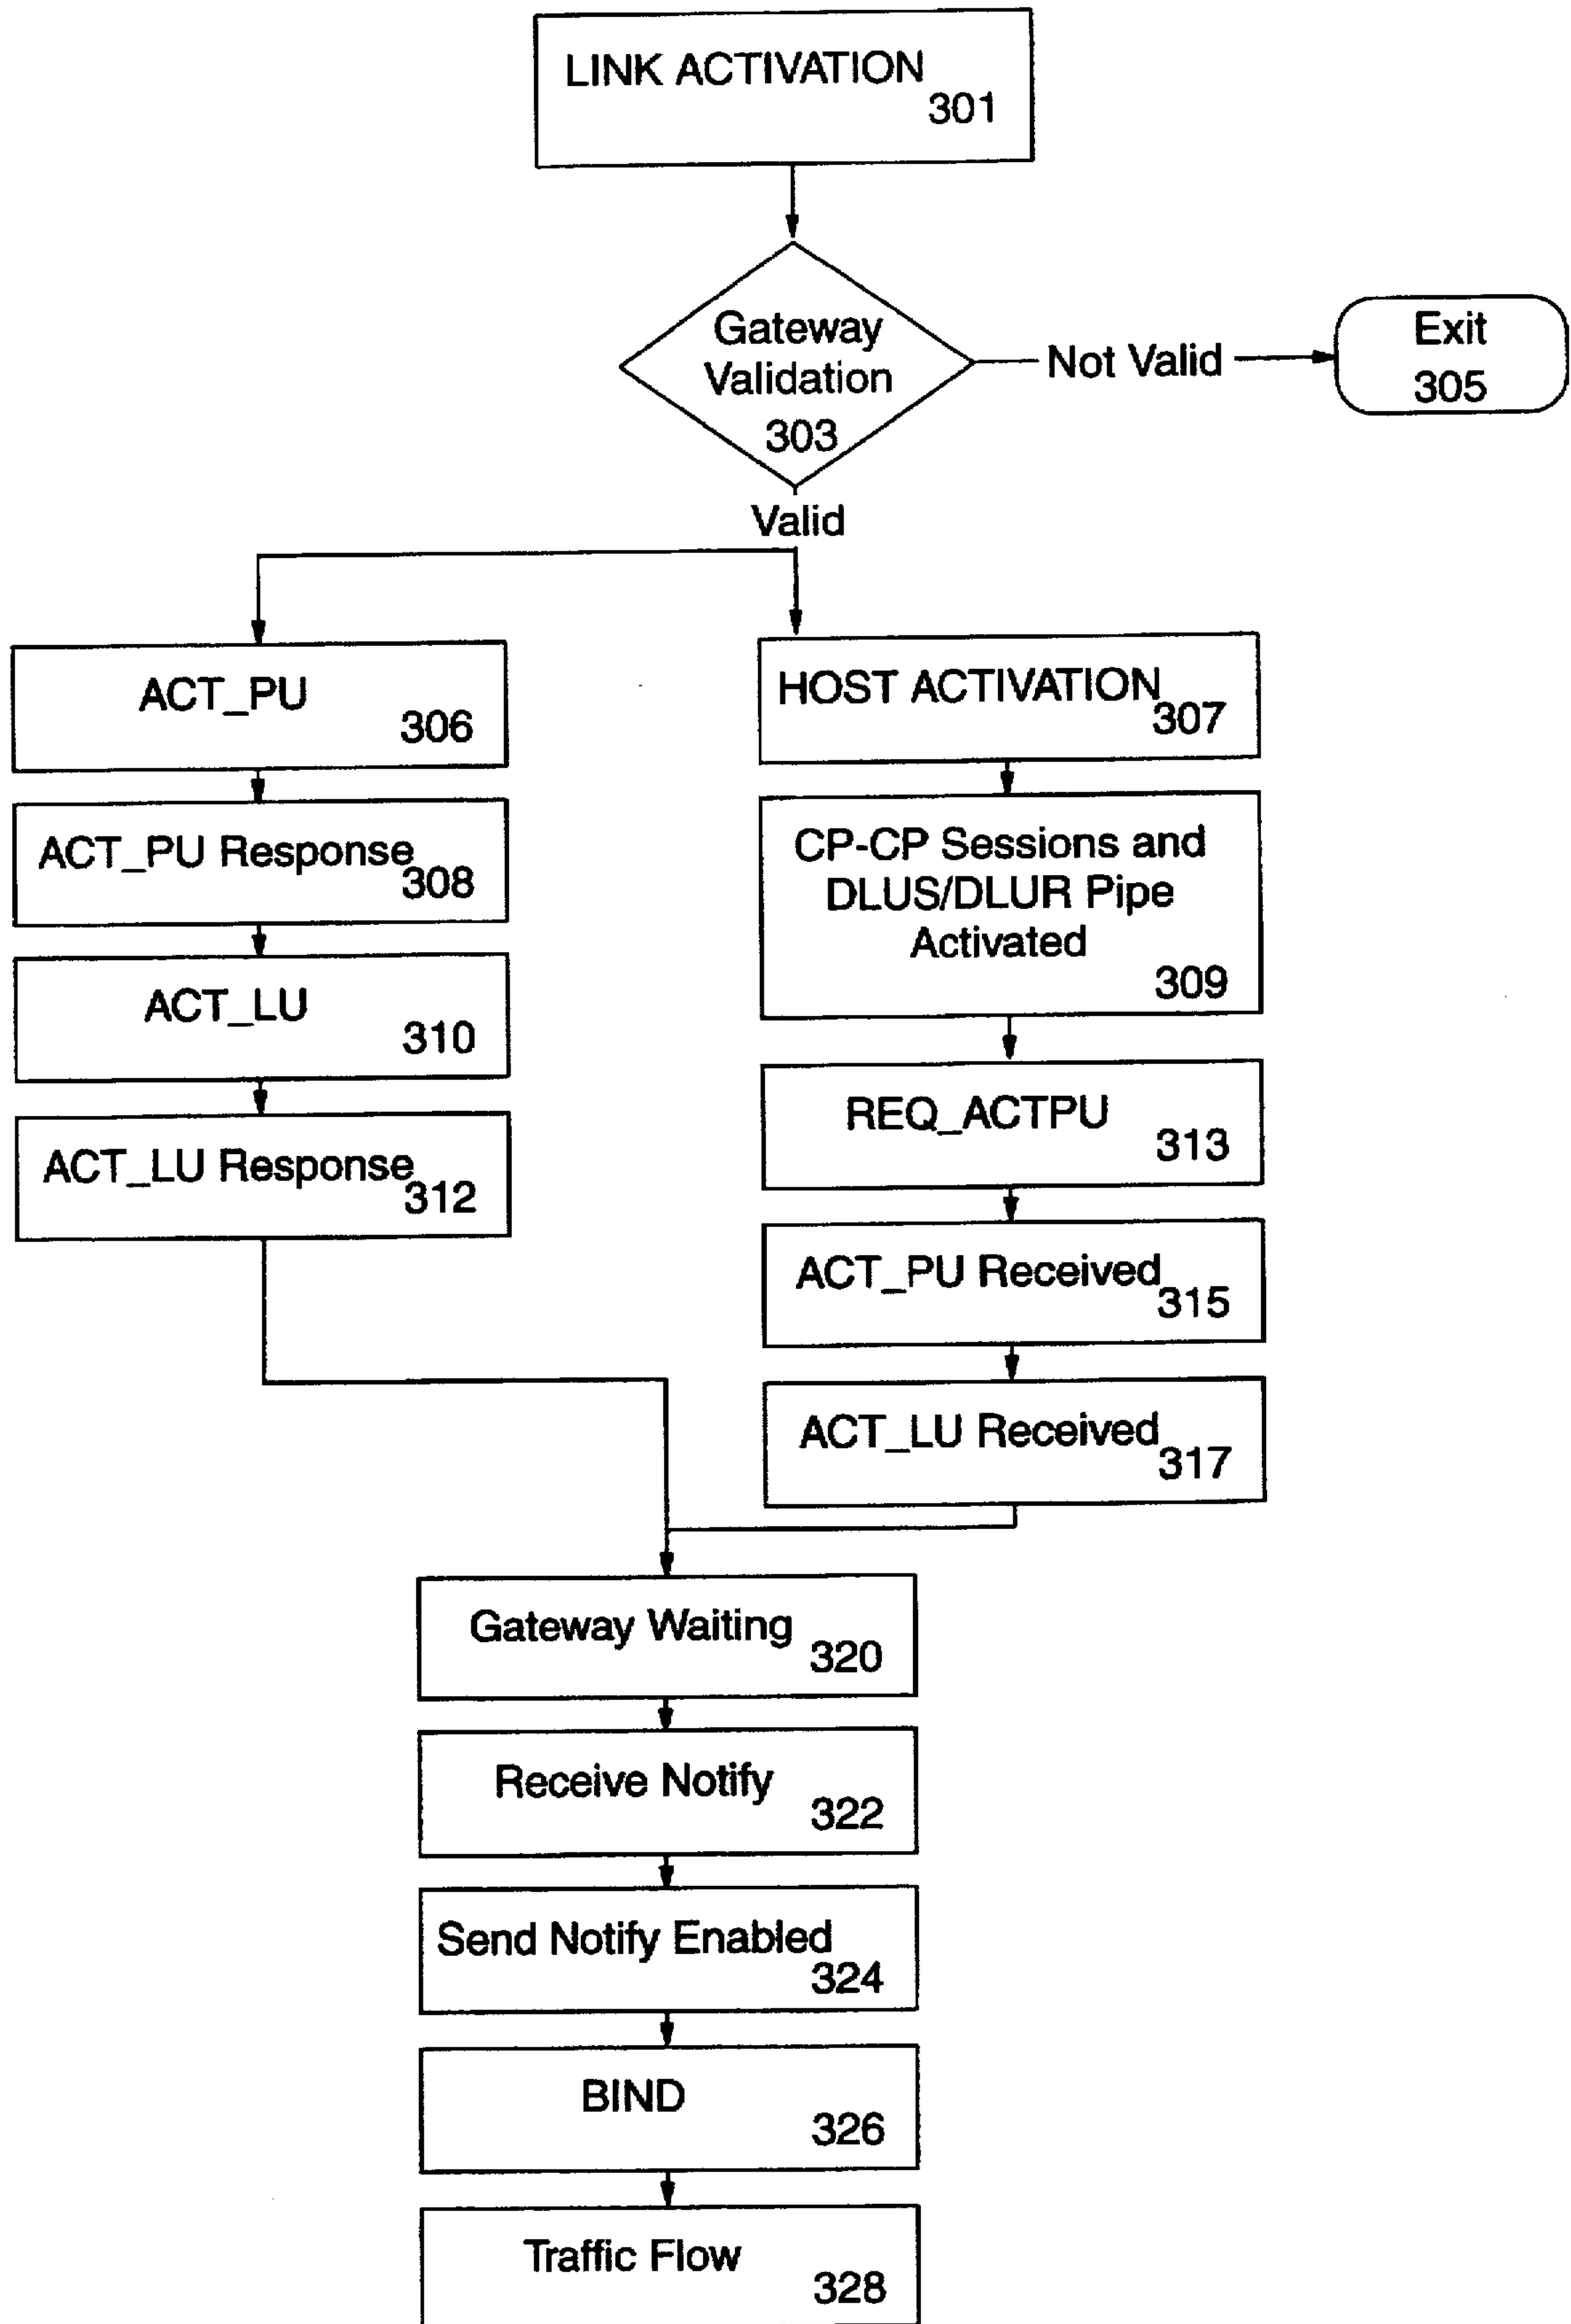 LINK ACTIVATION
301
Gateway
Validation
303
Not Valid
Exit
305
Valid
ACT_PU
306
ACT_PU Response
308
ACT_LU
310
ACT_LU Response
312
HOST ACTIVATION
307
CP-CP Sessions and
DLUS/DLUR Pipe
Activated
309
REQ_ACTPU
313
ACT_PU Received
315
ACT_LU Received
317
Gateway Waiting
320
Receive Notify
322
Send Notify Enabled
324
BIND
326
Traffic Flow
328